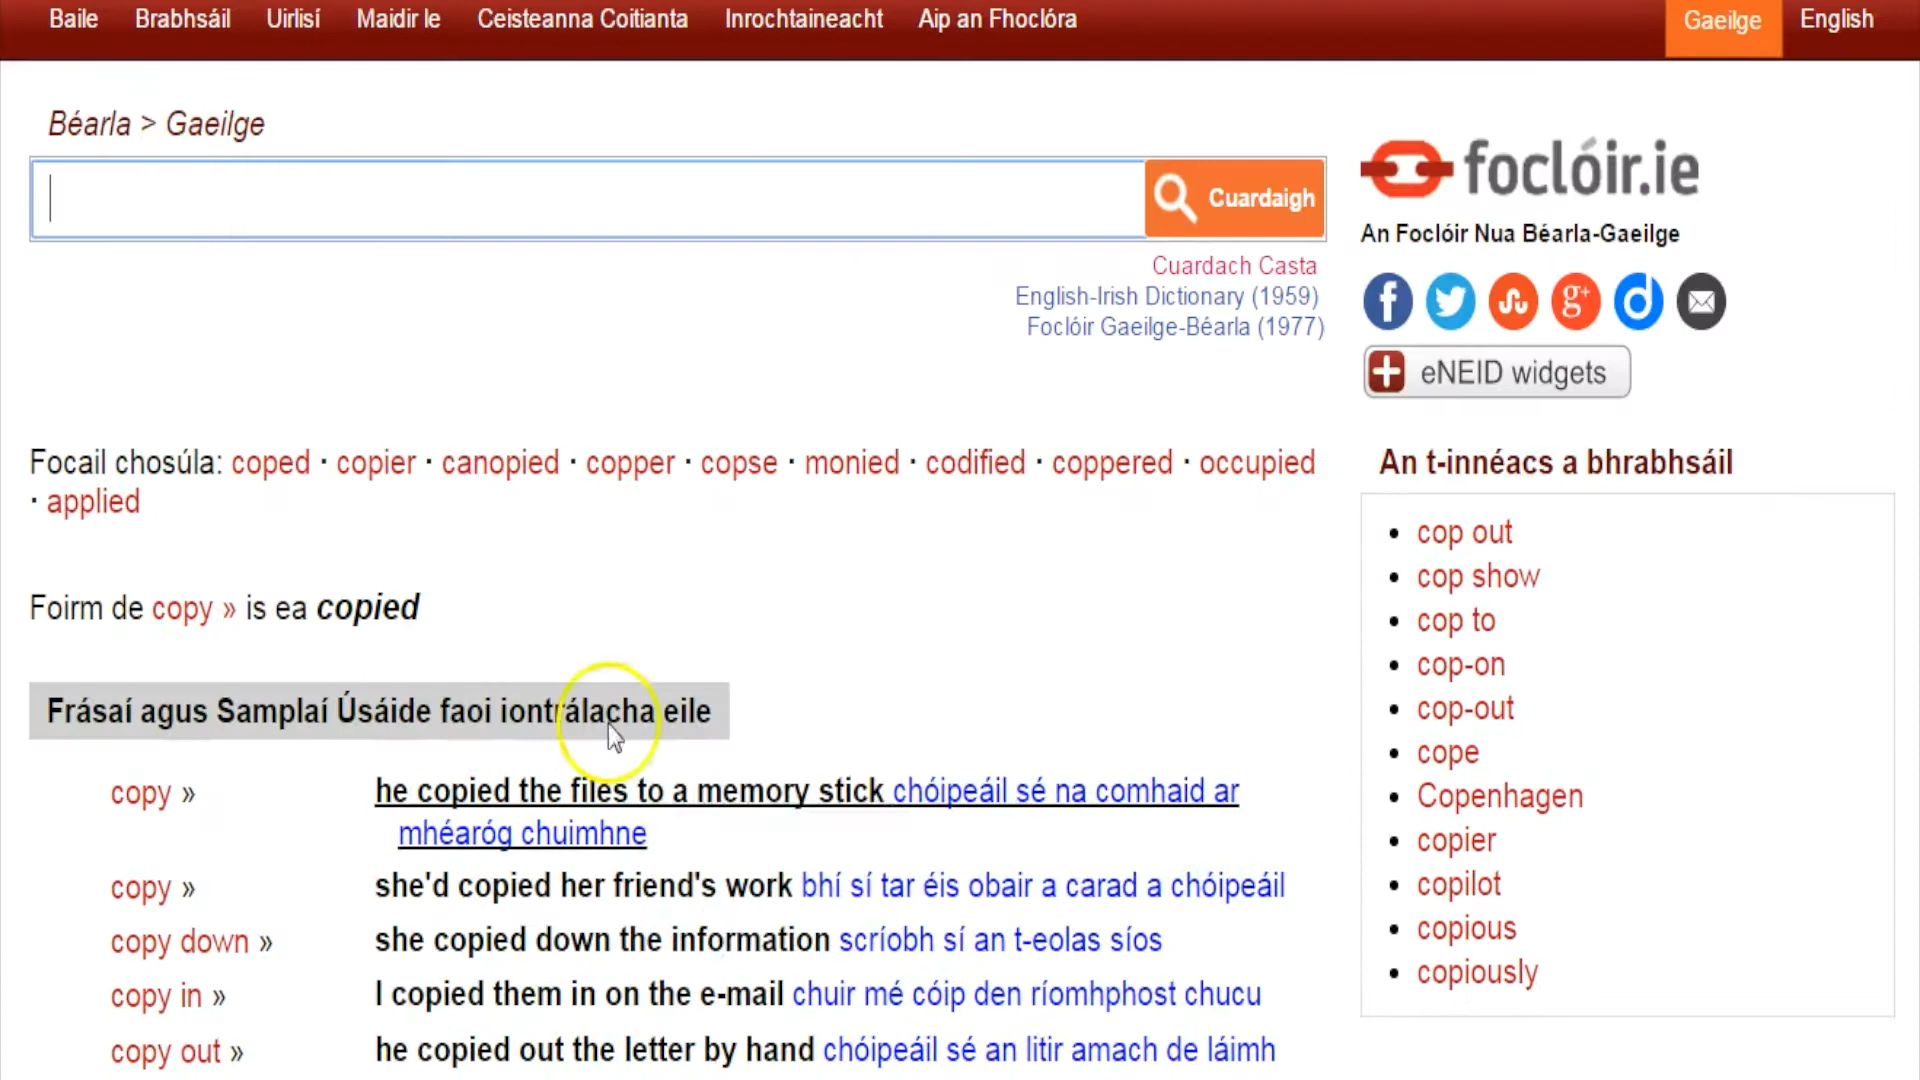 Baile Brabhsáil Uirlisí Maidir le Ceisteanna Coitianta Inrochtaineacht Aip an Fhoclóra Gaeilge English
Béarla > Gaeilge
Cuardaigh
foclóir.ie
An Foclóir Nua Béarla-Gaeilge
Cuardach Casta
English-Irish Dictionary (1959)
Foclóir Gaeilge-Béarla (1977)
eNEID widgets
Focail chosúla: coped · copier · canopied · copper · copse · monied · codified · coppered · occupied
· applied
Foirm de copy » is ea copied
Frásaí agus Samplaí Úsáide faoi iontrálacha eile
copy » he copied the files to a memory stick chóipeáil sé na comhaid ar
mhéaróg chuimhne
copy » she'd copied her friend's work bhí sí tar éis obair a carad a chóipeáil
copy down » she copied down the information scríobh sí an t-eolas síos
copy in » I copied them in on the e-mail chuir mé cóip den ríomhphost chucu
copy out » he copied out the letter by hand chóipeáil sé an litir amach de láimh
An t-innéacs a bhrabhsáil
cop out
cop show
cop to
cop-on
cop-out
cope
Copenhagen
copier
copilot
copious
copiously